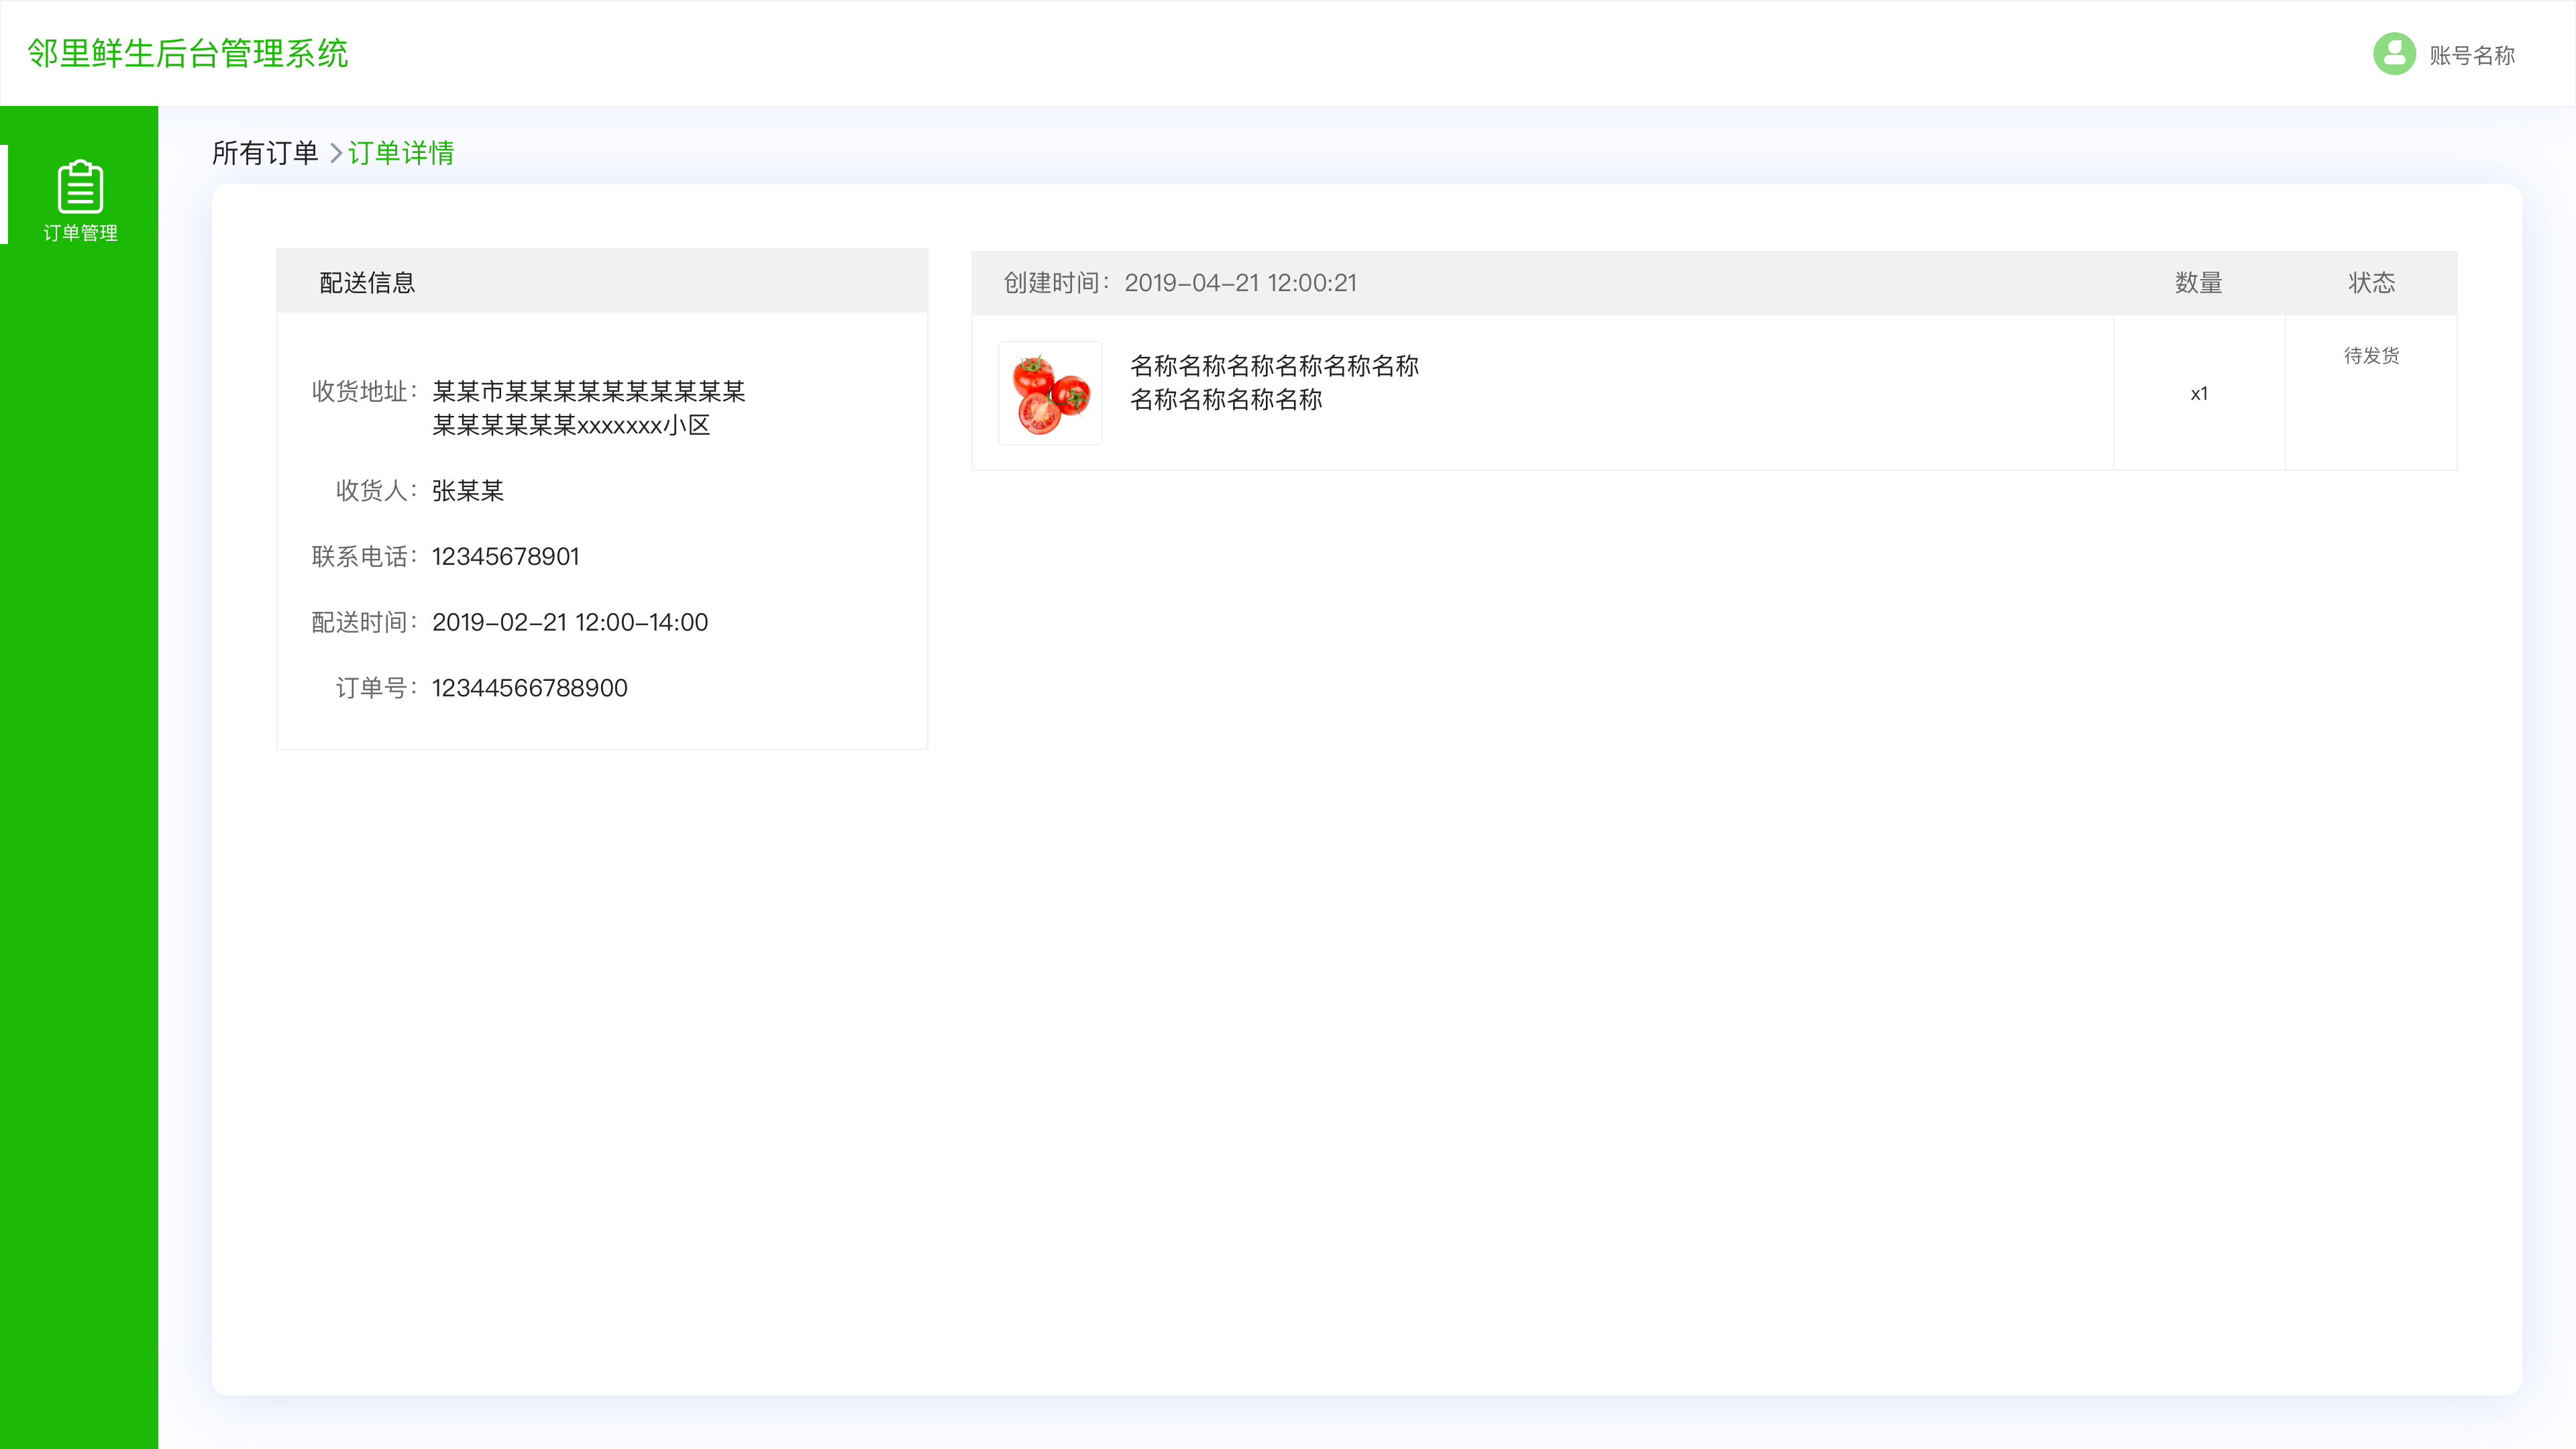 邻里鲜生后台管理系统
账号名称
订单管理
所有订单 > 订单详情
配送信息
收货地址：某某市某某某某某某某某某某
某某某某某某xxxxxxx小区
收货人：张某某
联系电话：12345678901
配送时间：2019-02-21 12:00-14:00
订单号：12344566788900
创建时间：2019-04-21 12:00:21 数量 状态
名称名称名称名称名称名称
名称名称名称名称
x1
待发货